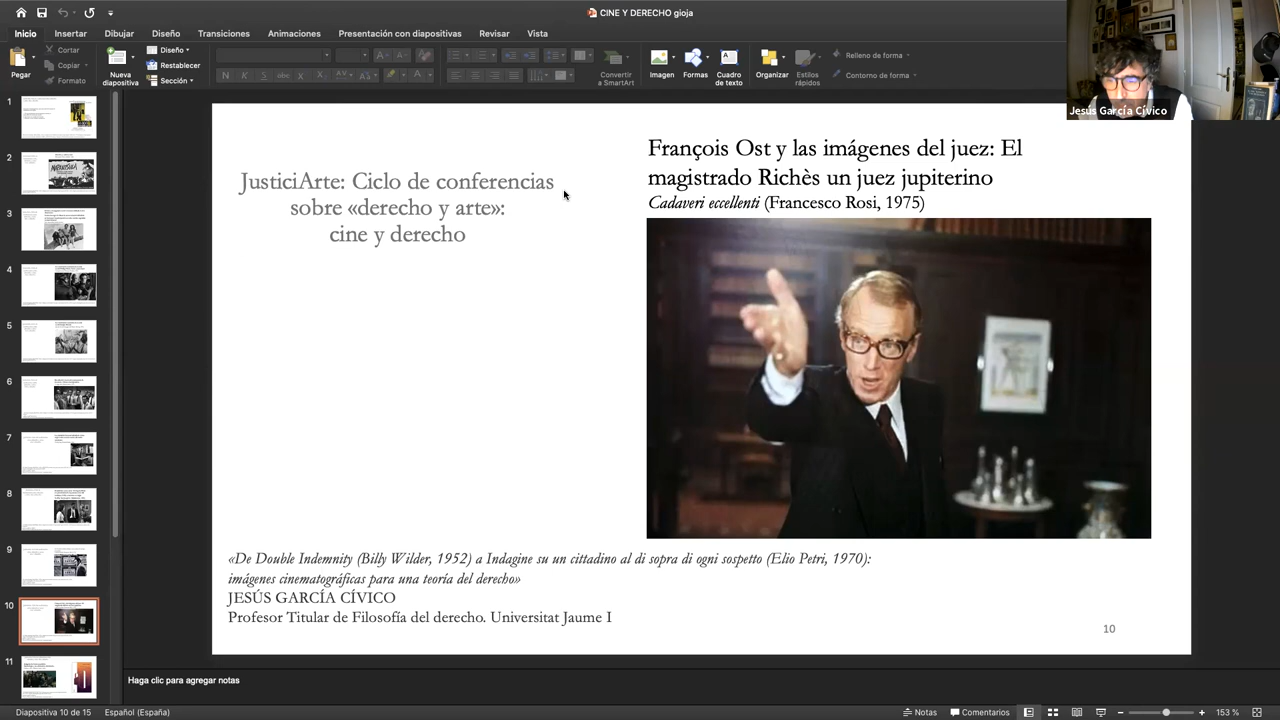 CINE Y DERECHO gioja
Inicio Insertar Dibujar Diseño Transiciones Animaciones Presentación con diapositivas Revisar Vista
Pegar
Cortar
Copiar
Formato
Nueva diapositiva
Diseño
Restablecer
Sección
N K S abc X
Convertir a SmartArt
Imagen
Formas
Cuadro de texto
Organizar
Estilos rápidos
Relleno de forma
Contorno de forma
Jesús García Cívico
JusticiArte: Ciclo de conferencias
sobre «derecho y arte»:
cine y derecho
François Ost y las imágenes del juez: El
magistrado Richès un juez jupiterino
Cadaveri eccellenti (Francesco Rosi, 1975)
«De Double Indemnity (Billy Wilder, 1932) a Indagine su un cittadino al di sopra di ogni sospetto (Elio Petri, 1970):
imágenes cinematográficas para una teoría del derecho»
JESÚS GARCÍA CÍVICO
Profesor Titular de Filosofía del derecho. Universitat Jaume I
10
Haga clic para agregar notas
Diapositiva 10 de 15 Español (España) Notas Comentarios 153 %